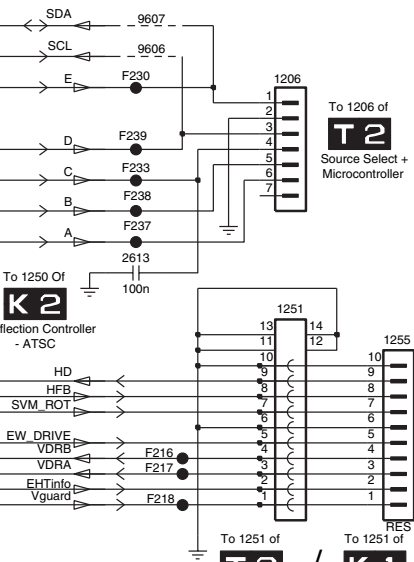 SDA
9607
SCL
9606
E
F230
1206
1
2
3
4
5
6
7
To 1206 of
T 2
Source Select +
Microcontroller
D
F239
C
F233
B
F238
A
F237
2613
100n
To 1250 Of
K 2
flection Controller
- ATSC
1251
13
14
11
12
10
9
8
7
6
5
4
3
2
1
1255
10
9
8
7
6
5
4
3
2
1
HD
HFB
SVM_ROT
EW_DRIVE
VDRB
F216
VDRA
F217
EHTinfo
Vguard
F218
RES
To 1251 of
/
To 1251 of